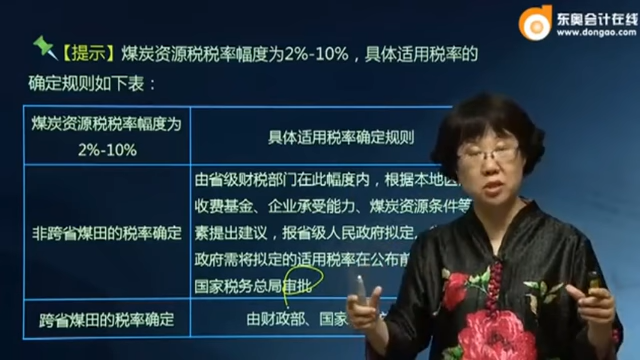 东奥会计在线
www.dongao.com
【提示】煤炭资源税税率幅度为2%-10%，具体适用税率的
确定规则如下表：
煤炭资源税税率幅度为
2%-10%
具体适用税率确定规则
非跨省煤田的税率确定
由省级财税部门在此幅度内，根据本地区
收费基金、企业承受能力、煤炭资源条件等
素提出建议，报省级人民政府拟定。
政府需将拟定的适用税率在公布前
国家税务总局审批
跨省煤田的税率确定
由财政部、国家